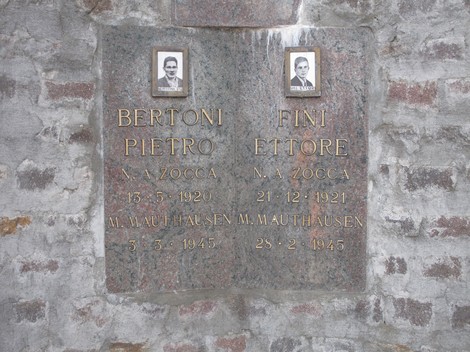 BERTONI
PIETRO
N. A ZOCCA
13 · 5 · 1920
M. MAUTHAUSEN
3 · 3 · 1945
FINI
ETTORE
N. A ZOCCA
21 · 12 · 1921
M. MAUTHAUSEN
28 · 2 · 1945